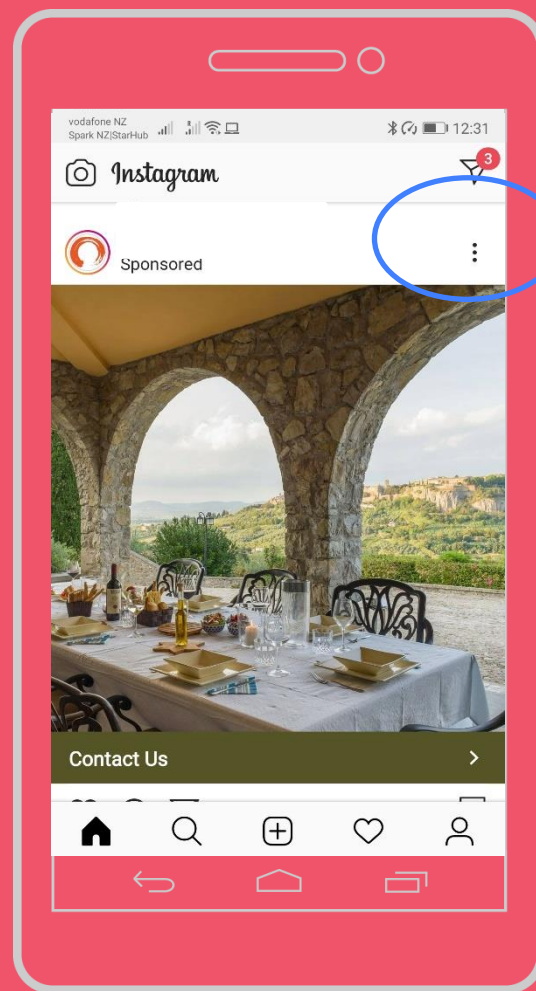 vodafone NZ
Spark NZ|StarHub
12:31
Instagram
3
Sponsored
Contact Us